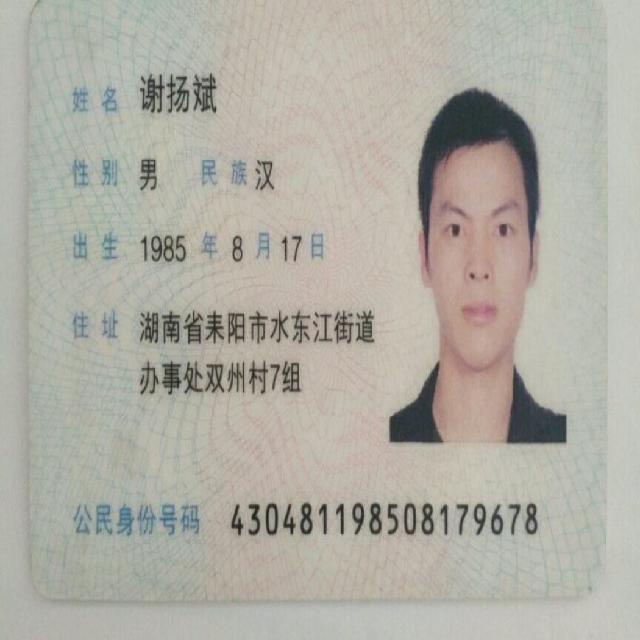 姓名 谢扬斌
性别 男 民族 汉
出生 1985 年 8 月 17 日
住址 湖南省耒阳市水东江街道
办事处双州村7组
公民身份号码 430481198508179678